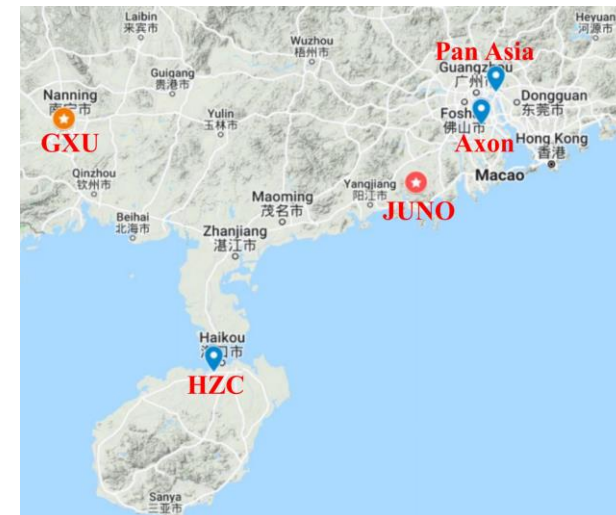 Laibin
来宾市
Heyuan
河源市
Wuzhou
梧州市
Pan Asia
Guangzhou
广州市
Guigang
贵港市
Nanning
南宁市
Dongguan
东莞市
Yulin
玉林市
Foshan
佛山市
GXU
Axon
Hong Kong
香港
Qinzhou
钦州市
Macao
Yangjiang
阳江市
Maoming
茂名市
JUNO
Beihai
北海市
Zhanjiang
湛江市
Haikou
海口市
HZC
Sanya
三亚市